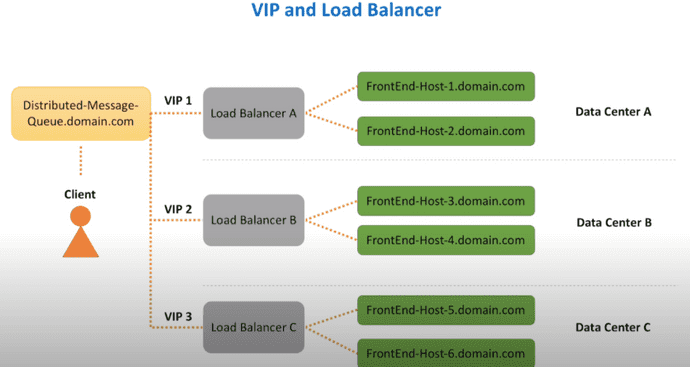 VIP and Load Balancer
Distributed-Message-
Queue.domain.com
Client
VIP 1
Load Balancer A
FrontEnd-Host-1.domain.com
FrontEnd-Host-2.domain.com
Data Center A
VIP 2
Load Balancer B
FrontEnd-Host-3.domain.com
FrontEnd-Host-4.domain.com
Data Center B
VIP 3
Load Balancer C
FrontEnd-Host-5.domain.com
FrontEnd-Host-6.domain.com
Data Center C